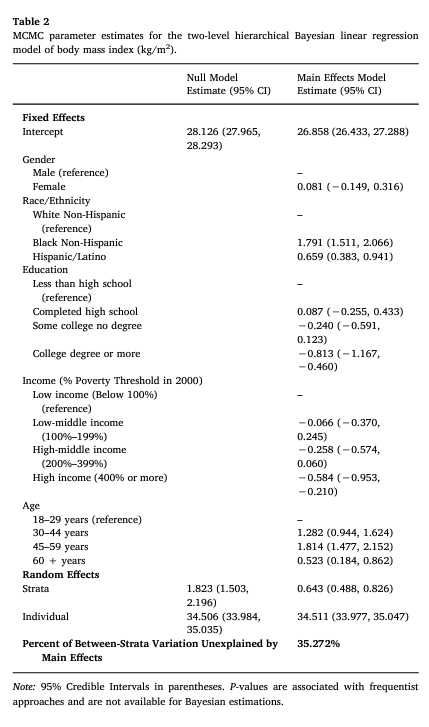 Table 2
MCMC parameter estimates for the two-level hierarchical Bayesian linear regression
model of body mass index (kg/m²).
Null Model Main Effects Model
Estimate (95% CI) Estimate (95% CI)
Fixed Effects
Intercept 28.126 (27.965, 26.858 (26.433, 27.288)
28.293)
Gender
Male (reference) –
Female 0.081 (−0.149, 0.316)
Race/Ethnicity
White Non-Hispanic –
(reference)
Black Non-Hispanic 1.791 (1.511, 2.066)
Hispanic/Latino 0.659 (0.383, 0.941)
Education
Less than high school –
(reference)
Completed high school 0.087 (−0.255, 0.433)
Some college no degree −0.240 (−0.591,
0.123)
College degree or more −0.813 (−1.167,
−0.460)
Income (% Poverty Threshold in 2000)
Low income (Below 100%) –
(reference)
Low-middle income −0.066 (−0.370,
(100%–199%) 0.245)
High-middle income −0.258 (−0.574,
(200%–399%) 0.060)
High income (400% or more) −0.584 (−0.953,
−0.210)
Age
18–29 years (reference) –
30–44 years 1.282 (0.944, 1.624)
45–59 years 1.814 (1.477, 2.152)
60 + years 0.523 (0.184, 0.862)
Random Effects
Strata 1.823 (1.503, 0.643 (0.488, 0.826)
2.196)
Individual 34.506 (33.984, 34.511 (33.977, 35.047)
35.035)
Percent of Between-Strata Variation Unexplained by 35.272%
Main Effects
Note: 95% Credible Intervals in parentheses. P-values are associated with frequentist
approaches and are not available for Bayesian estimations.